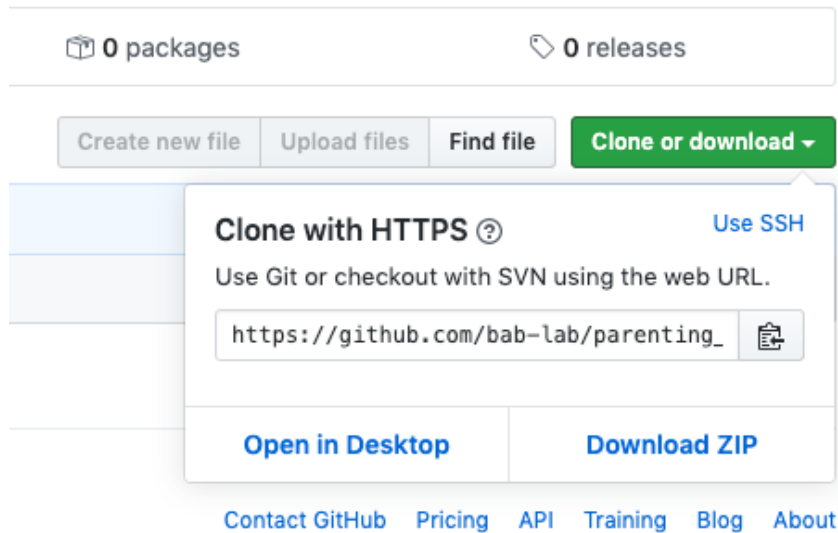 0 packages 0 releases
Create new file Upload files Find file Clone or download
Clone with HTTPS Use SSH
Use Git or checkout with SVN using the web URL.
https://github.com/bab-lab/parenting_
Open in Desktop Download ZIP
Contact GitHub Pricing API Training Blog About